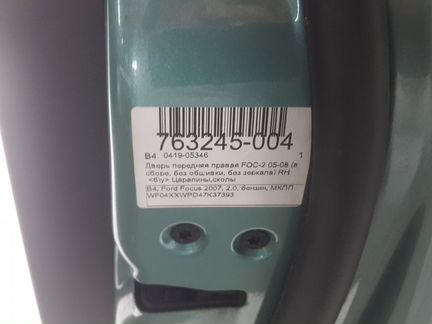 763245-004
B4 0419-05346 1
Дверь передняя правая FOC-2 05-08 (в
сборе, без обшивки, без зеркала) RH
<б\у> Царапины,сколы
B4, Ford Focus 2007, 2.0, бензин, МКПП
WF04XXWPD47K37393